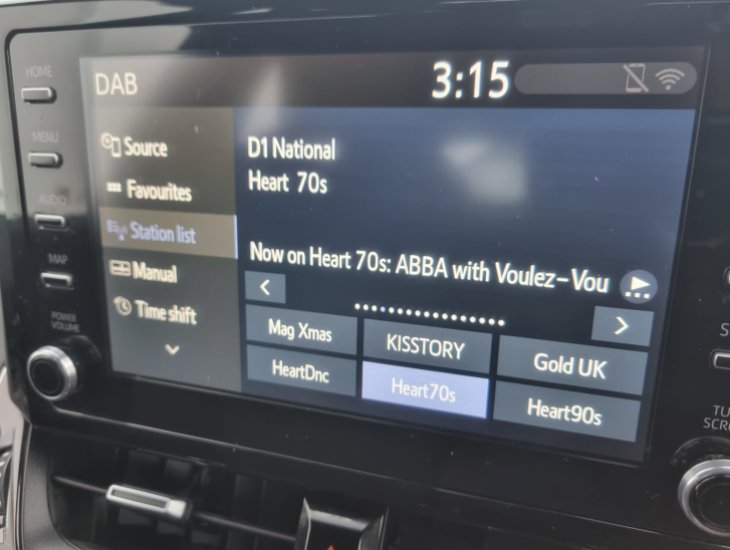 HOME
MENU
AUDIO
MAP
POWER
VOLUME
DAB
3:15
Source
Favourites
Station list
Manual
Time shift
D1 National
Heart 70s
Now on Heart 70s: ABBA with Voulez-Vou
Mag Xmas
KISSTORY
Gold UK
HeartDnc
Heart70s
Heart90s